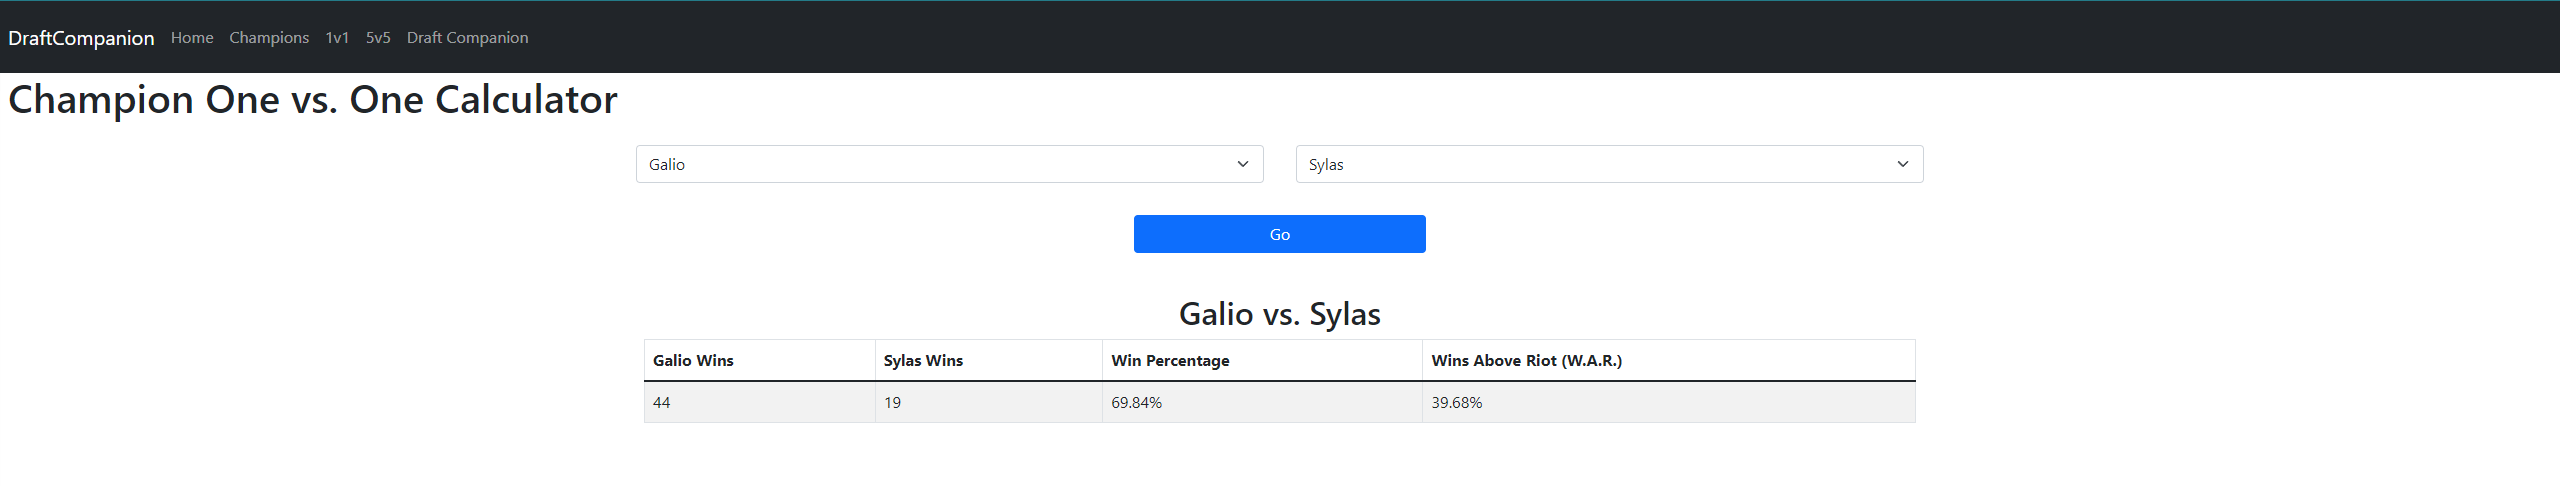 DraftCompanion Home Champions 1v1 5v5 Draft Companion
Champion One vs. One Calculator
Galio Sylas
Go
Galio vs. Sylas
Galio Wins Sylas Wins Win Percentage Wins Above Riot (W.A.R.)
44 19 69.84% 39.68%